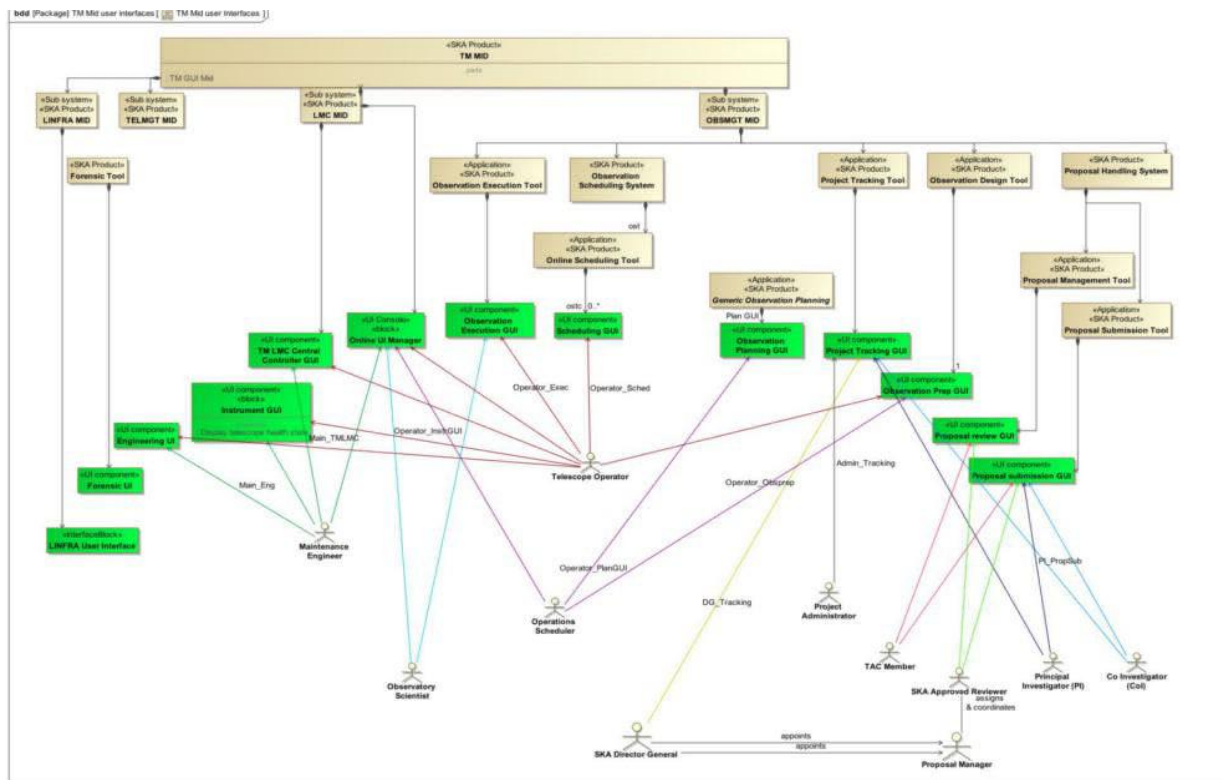 bdd [Package] TM Mid user interfaces [ TM Mid user Interfaces ]
«SKA Product»
TM MID
parts
TM GUI Mid
«Sub system»
«SKA Product»
LINFRA MID
«Sub system»
«SKA Product»
TELMGT MID
«Sub system»
«SKA Product»
LMC MID
«Sub system»
«SKA Product»
OBSMGT MID
«SKA Product»
Forensic Tool
«Application»
«SKA Product»
Observation Execution Tool
«SKA Product»
Observation
Scheduling System
«Application»
«SKA Product»
Project Tracking Tool
«Application»
«SKA Product»
Observation Design Tool
«SKA Product»
Proposal Handling System
«Application»
«SKA Product»
Online Scheduling Tool
«Application»
«SKA Product»
Generic Observation Planning
«Application»
«SKA Product»
Proposal Management Tool
«Application»
«SKA Product»
Proposal Submission Tool
ostc 0..*
Plan GUI
«UI component»
TM LMC Central
Controller GUI
«UI Console»
«block»
Online UI Manager
«UI component»
Observation
Execution GUI
«UI component»
Scheduling GUI
«UI component»
Observation
Planning GUI
«UI component»
Project Tracking GUI
1
«UI component»
Observation Prep GUI
«UI component»
«block»
Instrument GUI
Display telescope health state
«UI component»
Engineering UI
«UI component»
Proposal review GUI
«UI component»
Proposal submission GUI
«UI component»
Forensic UI
«interfaceBlock»
LINFRA User Interface
Operator_Exec
Operator_Sched
Main_TMLMC
Operator_InstrGUI
Main_Eng
Admin_Tracking
Operator_Obsprep
Operator_PlanGUI
DG_Tracking
PI_PropSub
Telescope Operator
Maintenance
Engineer
Operations
Scheduler
Project
Administrator
Observatory
Scientist
TAC Member
SKA Approved Reviewer
Principal
Investigator (PI)
Co Investigator
(CoI)
assigns
& coordinates
SKA Director General
appoints
appoints
Proposal Manager